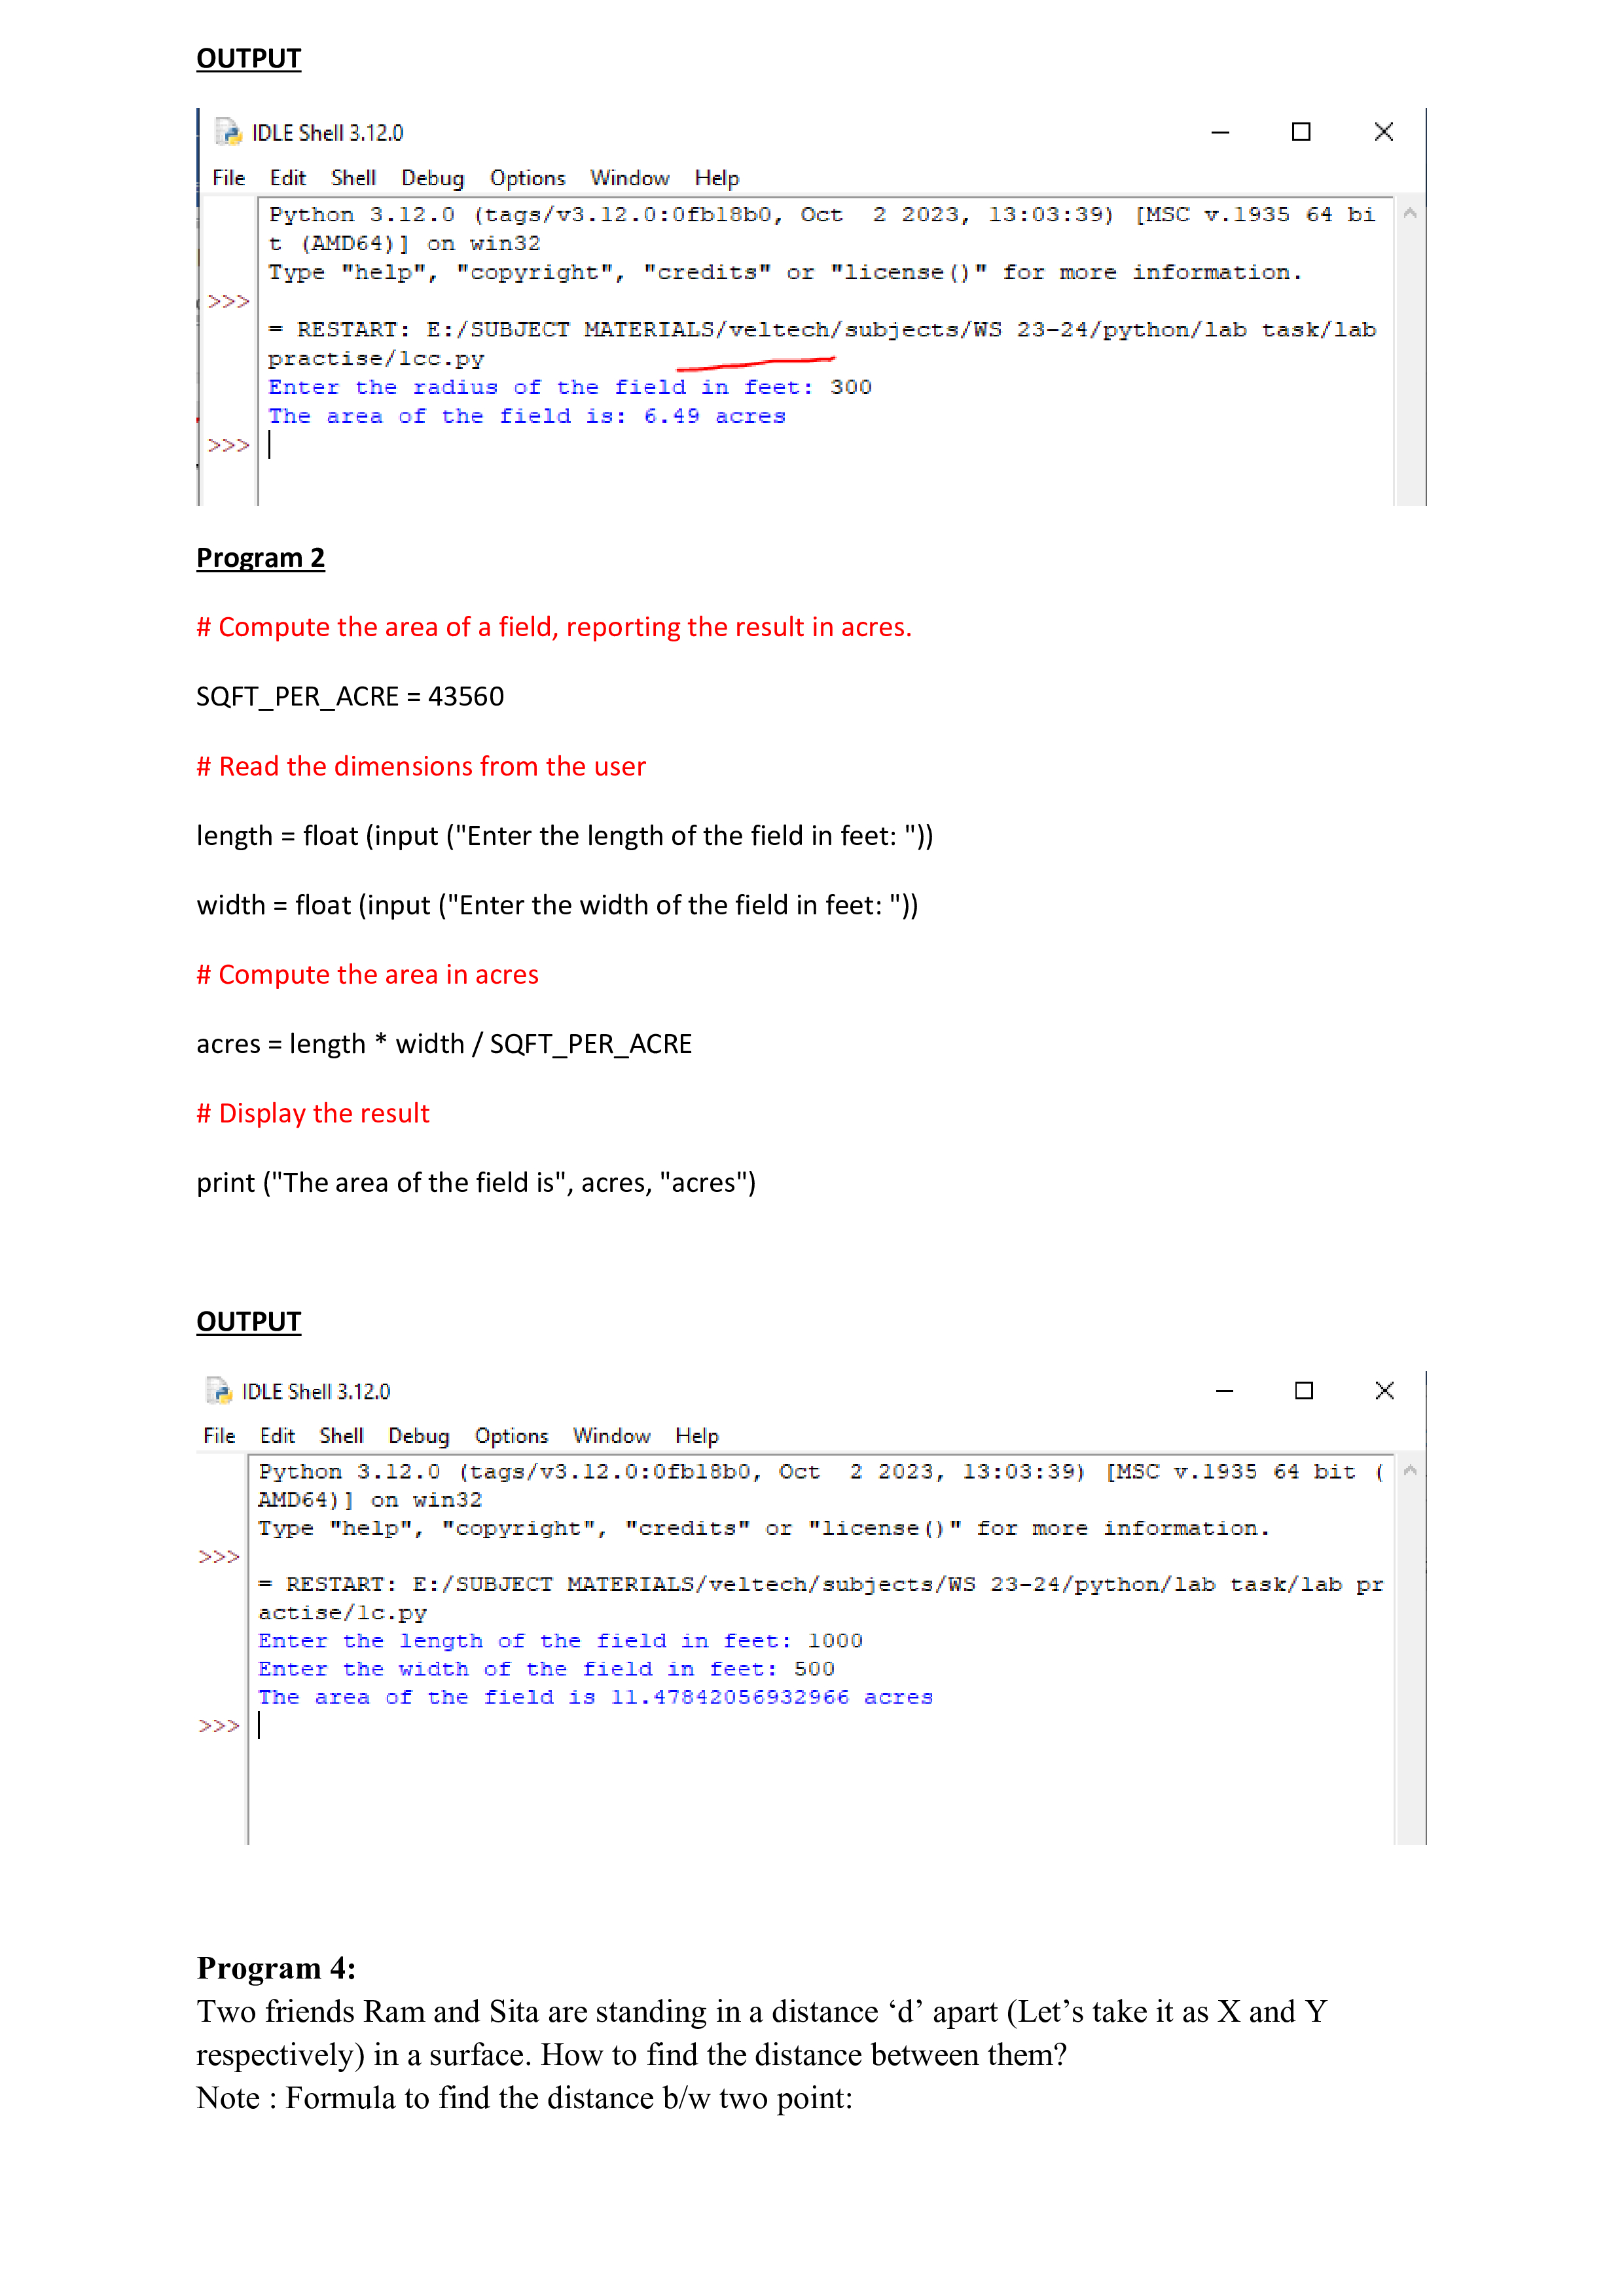 OUTPUT
IDLE Shell 3.12.0
File Edit Shell Debug Options Window Help
Python 3.12.0 (tags/v3.12.0:0fb18b0, Oct  2 2023, 13:03:39) [MSC v.1935 64 bi
t (AMD64)] on win32
Type "help", "copyright", "credits" or "license()" for more information.
>>>
= RESTART: E:/SUBJECT MATERIALS/veltech/subjects/WS 23-24/python/lab task/lab
practise/lcc.py
Enter the radius of the field in feet: 300
The area of the field is: 6.49 acres
>>>
Program 2
# Compute the area of a field, reporting the result in acres.
SQFT_PER_ACRE = 43560
# Read the dimensions from the user
length = float (input ("Enter the length of the field in feet: "))
width = float (input ("Enter the width of the field in feet: "))
# Compute the area in acres
acres = length * width / SQFT_PER_ACRE
# Display the result
print ("The area of the field is", acres, "acres")
OUTPUT
IDLE Shell 3.12.0
File Edit Shell Debug Options Window Help
Python 3.12.0 (tags/v3.12.0:0fb18b0, Oct  2 2023, 13:03:39) [MSC v.1935 64 bit (
AMD64)] on win32
Type "help", "copyright", "credits" or "license()" for more information.
>>>
= RESTART: E:/SUBJECT MATERIALS/veltech/subjects/WS 23-24/python/lab task/lab pr
actise/lc.py
Enter the length of the field in feet: 1000
Enter the width of the field in feet: 500
The area of the field is 11.47842056932966 acres
>>>
Program 4:
Two friends Ram and Sita are standing in a distance ‘d’ apart (Let’s take it as X and Y
respectively) in a surface. How to find the distance between them?
Note : Formula to find the distance b/w two point: